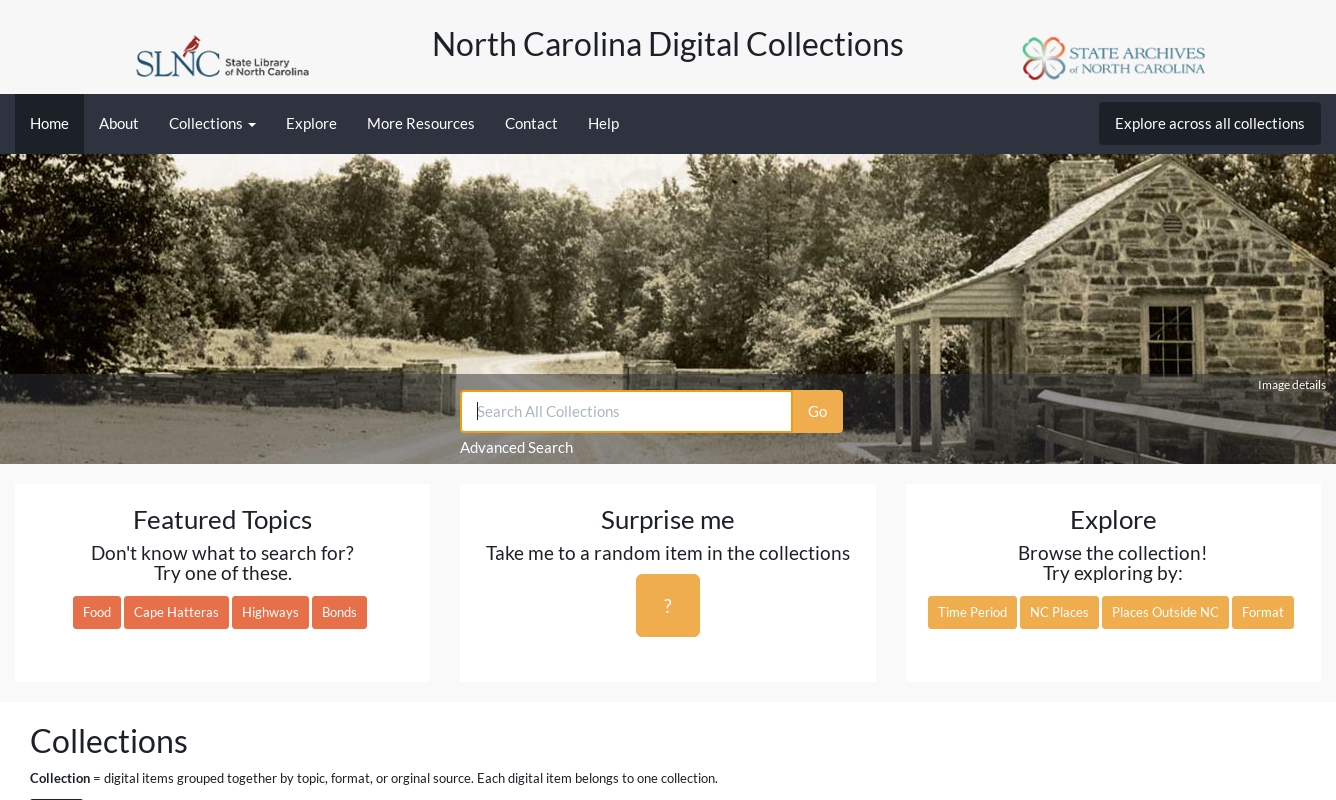 SLNC State Library
of North Carolina
North Carolina Digital Collections
STATE ARCHIVES
of NORTH CAROLINA
Home About Collections Explore More Resources Contact Help Explore across all collections
Image details
Search All Collections Go
Advanced Search
Featured Topics
Don't know what to search for?
Try one of these.
Food Cape Hatteras Highways Bonds
Surprise me
Take me to a random item in the collections
?
Explore
Browse the collection!
Try exploring by:
Time Period NC Places Places Outside NC Format
Collections
Collection = digital items grouped together by topic, format, or orginal source. Each digital item belongs to one collection.